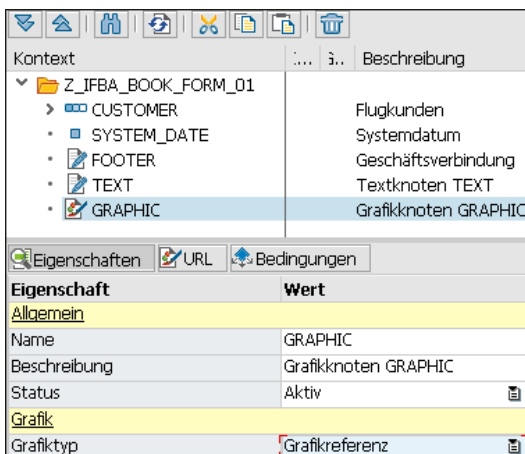 Kontext :... ä.. Beschreibung
Z_IFBA_BOOK_FORM_01
CUSTOMER Flugkunden
SYSTEM_DATE Systemdatum
FOOTER Geschäftsverbindung
TEXT Textknoten TEXT
GRAPHIC Grafikknoten GRAPHIC
Eigenschaften URL Bedingungen
Eigenschaft Wert
Allgemein
Name GRAPHIC
Beschreibung Grafikknoten GRAPHIC
Status Aktiv
Grafik
Grafiktyp Grafikreferenz